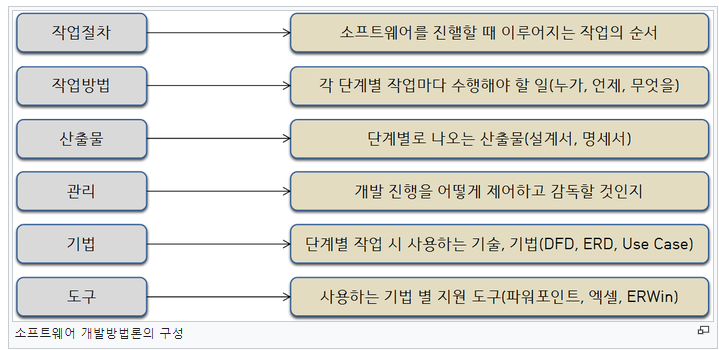 작업절차
소프트웨어를 진행할 때 이루어지는 작업의 순서
작업방법
각 단계별 작업마다 수행해야 할 일(누가, 언제, 무엇을)
산출물
단계별로 나오는 산출물(설계서, 명세서)
관리
개발 진행을 어떻게 제어하고 감독할 것인지
기법
단계별 작업 시 사용하는 기술, 기법(DFD, ERD, Use Case)
도구
사용하는 기법 별 지원 도구(파워포인트, 엑셀, ERWin)
소프트웨어 개발방법론의 구성